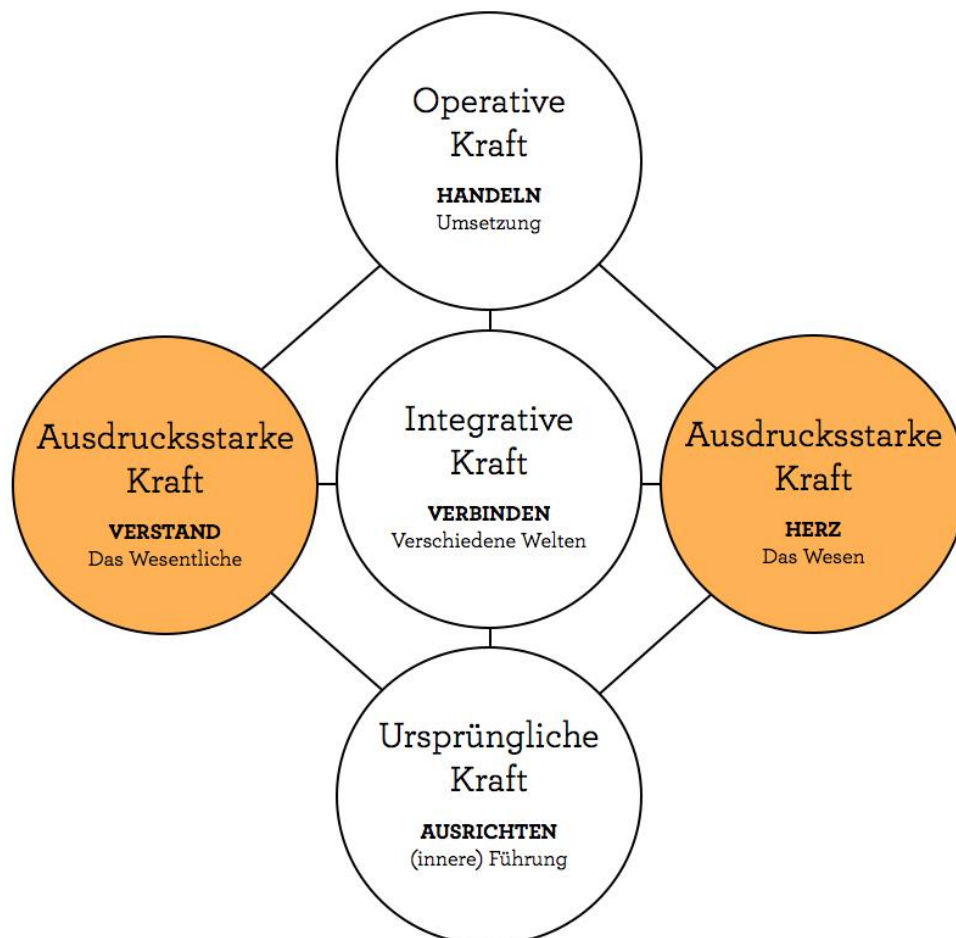 Operative
Kraft
HANDELN
Umsetzung
Ausdrucksstarke
Kraft
VERSTAND
Das Wesentliche
Integrative
Kraft
VERBINDEN
Verschiedene Welten
Ausdrucksstarke
Kraft
HERZ
Das Wesen
Ursprüngliche
Kraft
AUSRICHTEN
(innere) Führung